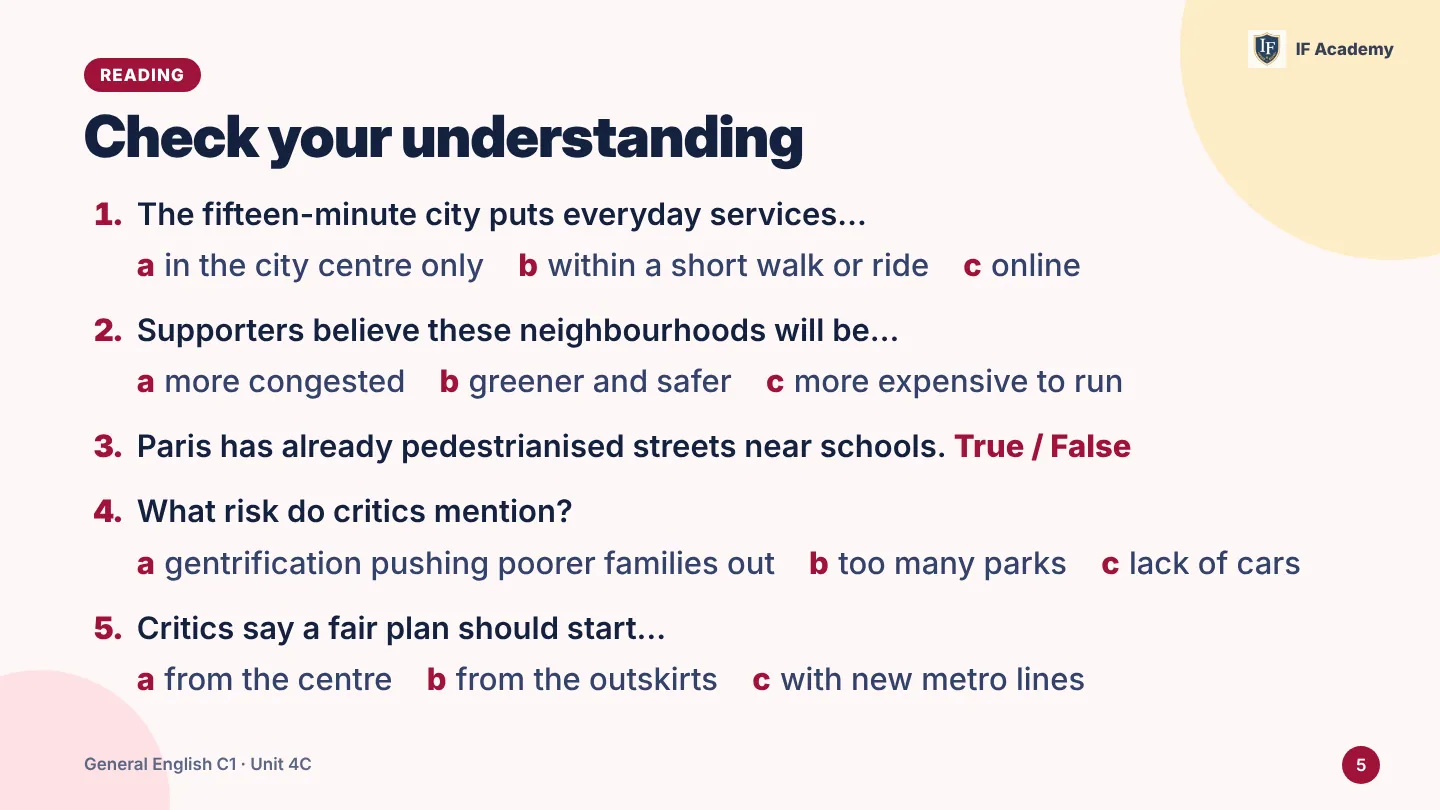 IF Academy
READING
Check your understanding
1. The fifteen-minute city puts everyday services...
a in the city centre only b within a short walk or ride c online
2. Supporters believe these neighbourhoods will be...
a more congested b greener and safer c more expensive to run
3. Paris has already pedestrianised streets near schools. True / False
4. What risk do critics mention?
a gentrification pushing poorer families out b too many parks c lack of cars
5. Critics say a fair plan should start...
a from the centre b from the outskirts c with new metro lines
General English C1 · Unit 4C
5